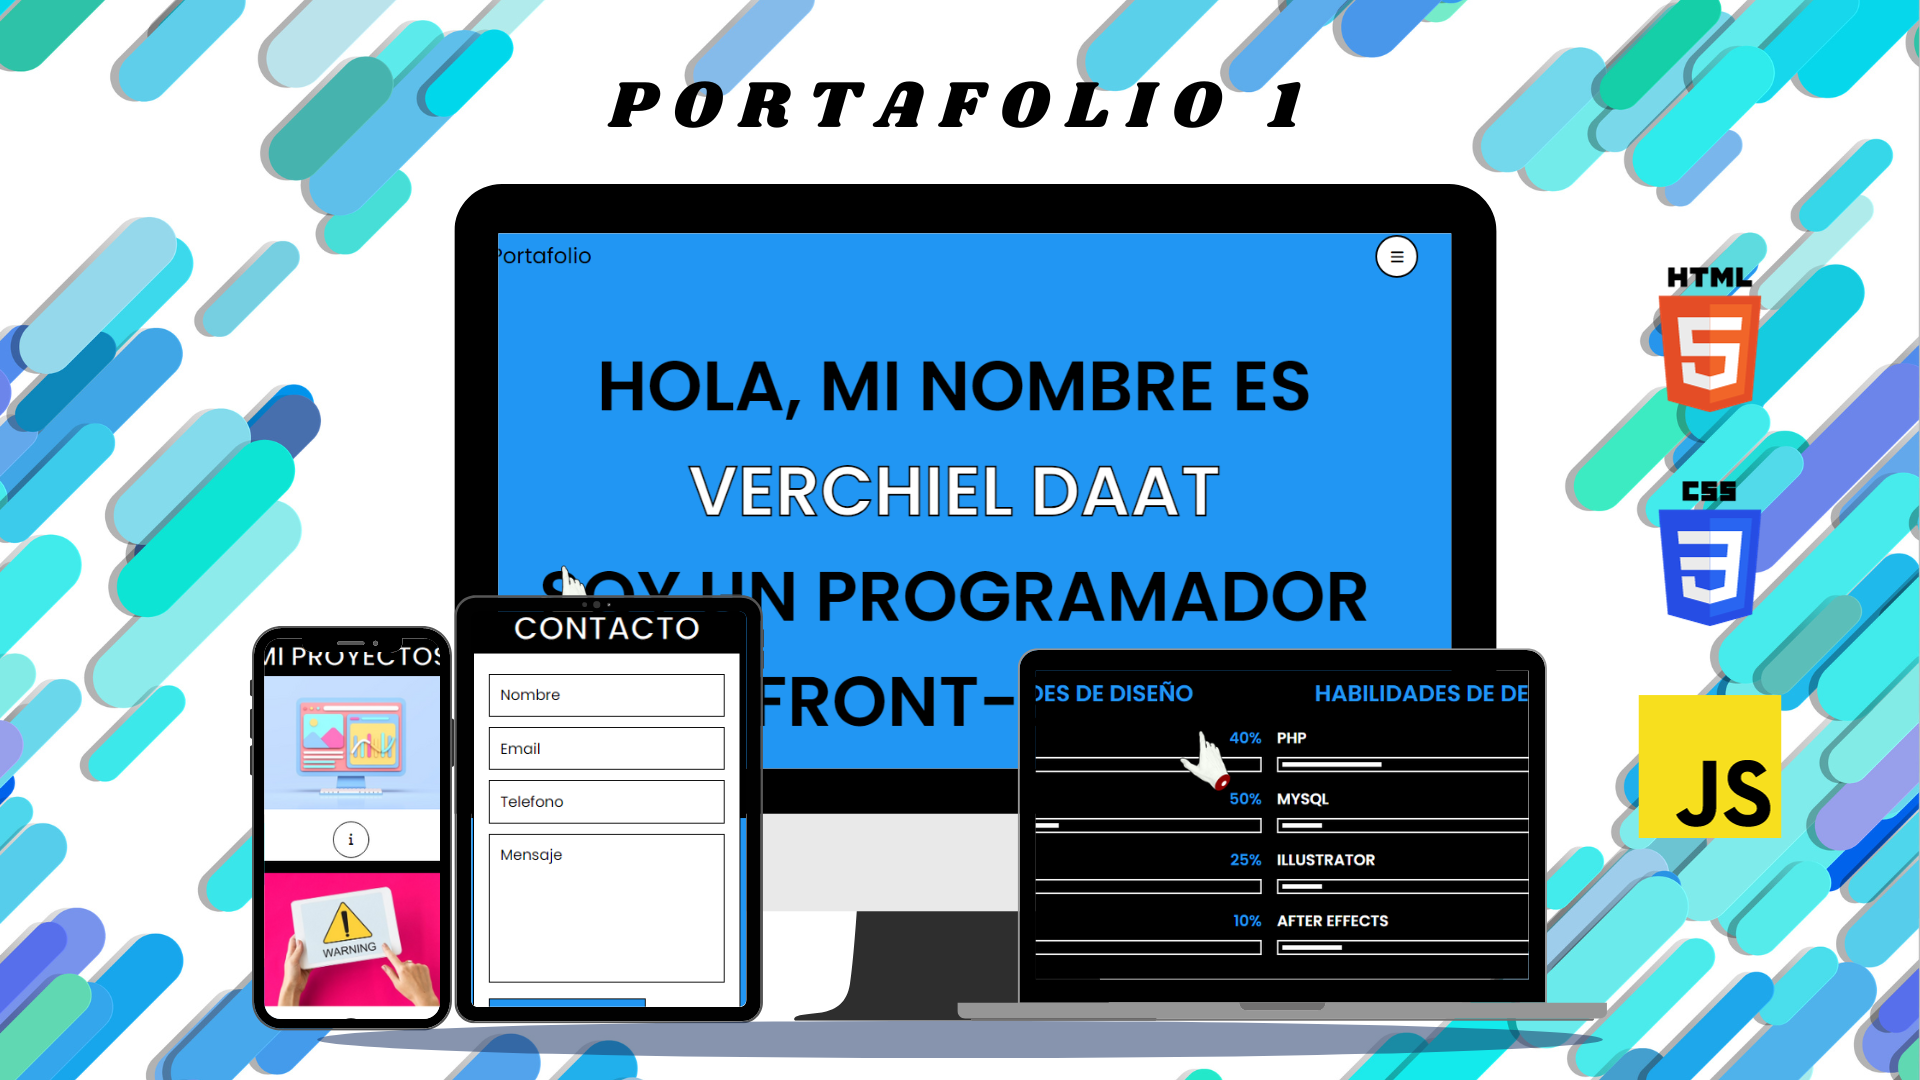 PORTAFOLIO 1
Portafolio
HOLA, MI NOMBRE ES
VERCHIEL DAAT
SOY UN PROGRAMADOR
FRONT-
MI PROYECTOS
i
WARNING
CONTACTO
Nombre
Email
Telefono
Mensaje
DES DE DISEÑO
HABILIDADES DE DE
40% PHP
50% MYSQL
25% ILLUSTRATOR
10% AFTER EFFECTS
HTML
5
CSS
3
JS